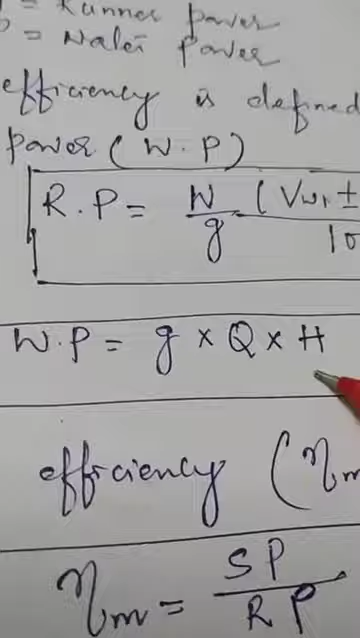 = Runner Power
= Water Power
efficiency is defined
Power (W.P)
R.P = W/g (Vw1 ±
10
W.P = g × Q × H
efficiency (ηm
ηm = SP/RP